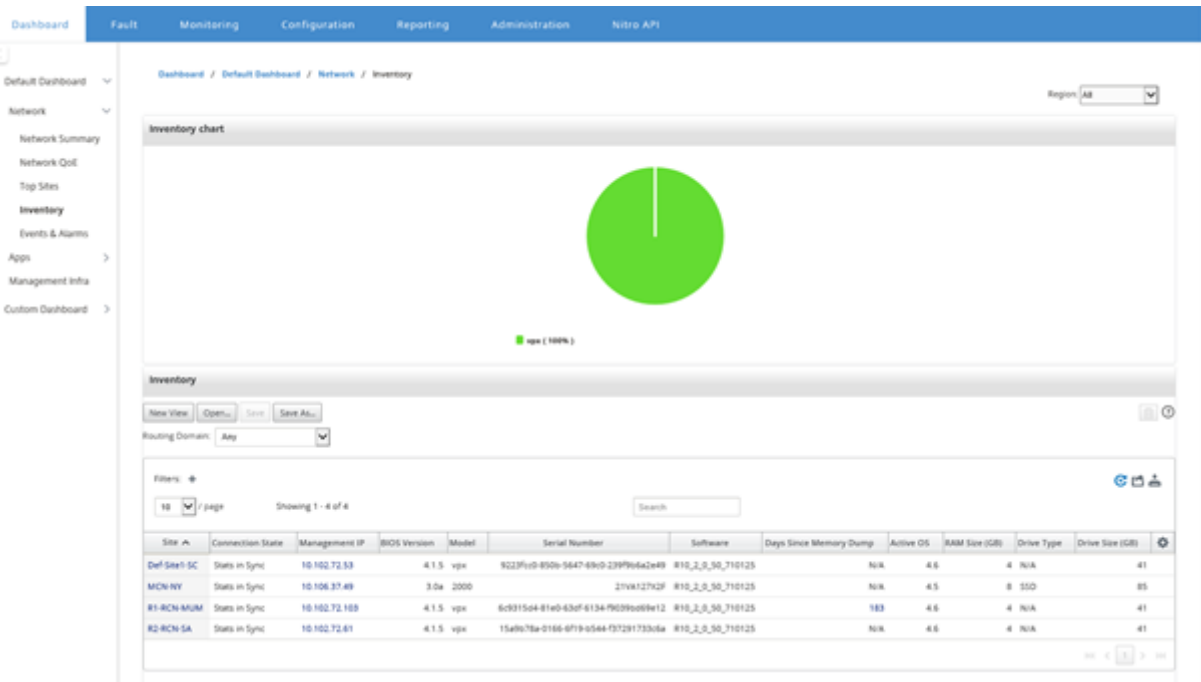 Dashboard Fault Monitoring Configuration Reporting Administration Nitro API
Default Dashboard
Network
Network Summary
Network QoE
Top Sites
Inventory
Events & Alarms
Apps
Management Infra
Custom Dashboard
Dashboard / Default Dashboard / Network / Inventory
Region: All
Inventory chart
vpx ( 100% )
Inventory
New View Open... Save Save As...
Routing Domain: Any
Filters: +
10 / page Showing 1 - 4 of 4 Search
Site Connection State Management IP BIOS Version Model Serial Number Software Days Since Memory Dump Active OS RAM Size (GB) Drive Type Drive Size (GB)
Def-Site1-SC Stats in Sync 10.102.72.53 4.1.5 vpx R10_2_0_50_710125 N/A 4.6 4 N/A 41
MCN-NY Stats in Sync 10.106.37.49 3.0a 2000 21VA127X2F R10_2_0_50_710125 N/A 4.5 8 SSD 85
R1-RCN-MUM Stats in Sync 10.102.72.103 4.1.5 vpx R10_2_0_50_710125 183 4.6 4 N/A 41
R2-RCN-SA Stats in Sync 10.102.72.61 4.1.5 vpx R10_2_0_50_710125 N/A 4.6 4 N/A 41
1